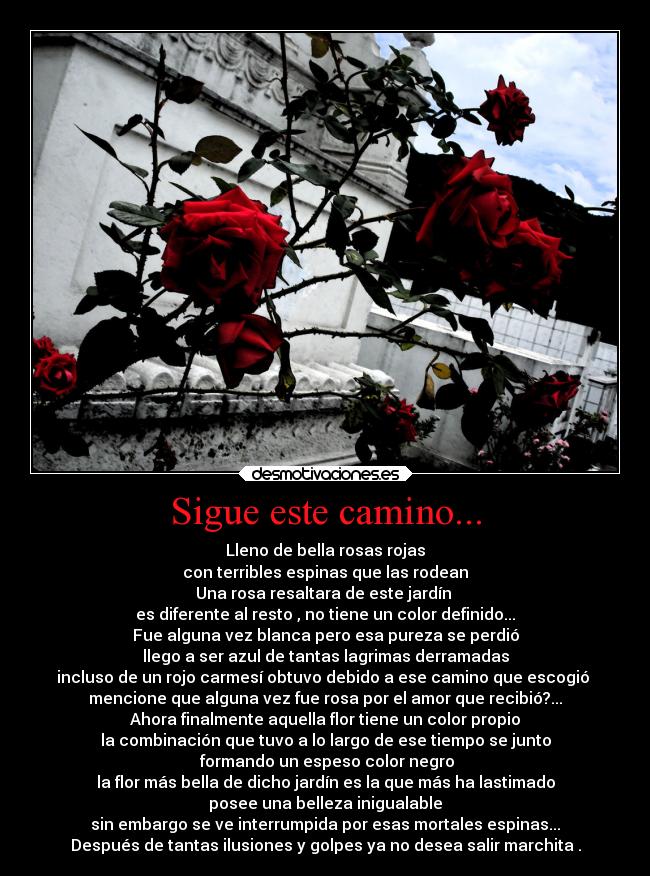 desmotivaciones.es
Sigue este camino...
Lleno de bella rosas rojas
con terribles espinas que las rodean
Una rosa resaltara de este jardín
es diferente al resto , no tiene un color definido...
Fue alguna vez blanca pero esa pureza se perdió
llego a ser azul de tantas lagrimas derramadas
incluso de un rojo carmesí obtuvo debido a ese camino que escogió
mencione que alguna vez fue rosa por el amor que recibió?...
Ahora finalmente aquella flor tiene un color propio
la combinación que tuvo a lo largo de ese tiempo se junto
formando un espeso color negro
la flor más bella de dicho jardín es la que más ha lastimado
posee una belleza inigualable
sin embargo se ve interrumpida por esas mortales espinas...
Después de tantas ilusiones y golpes ya no desea salir marchita .